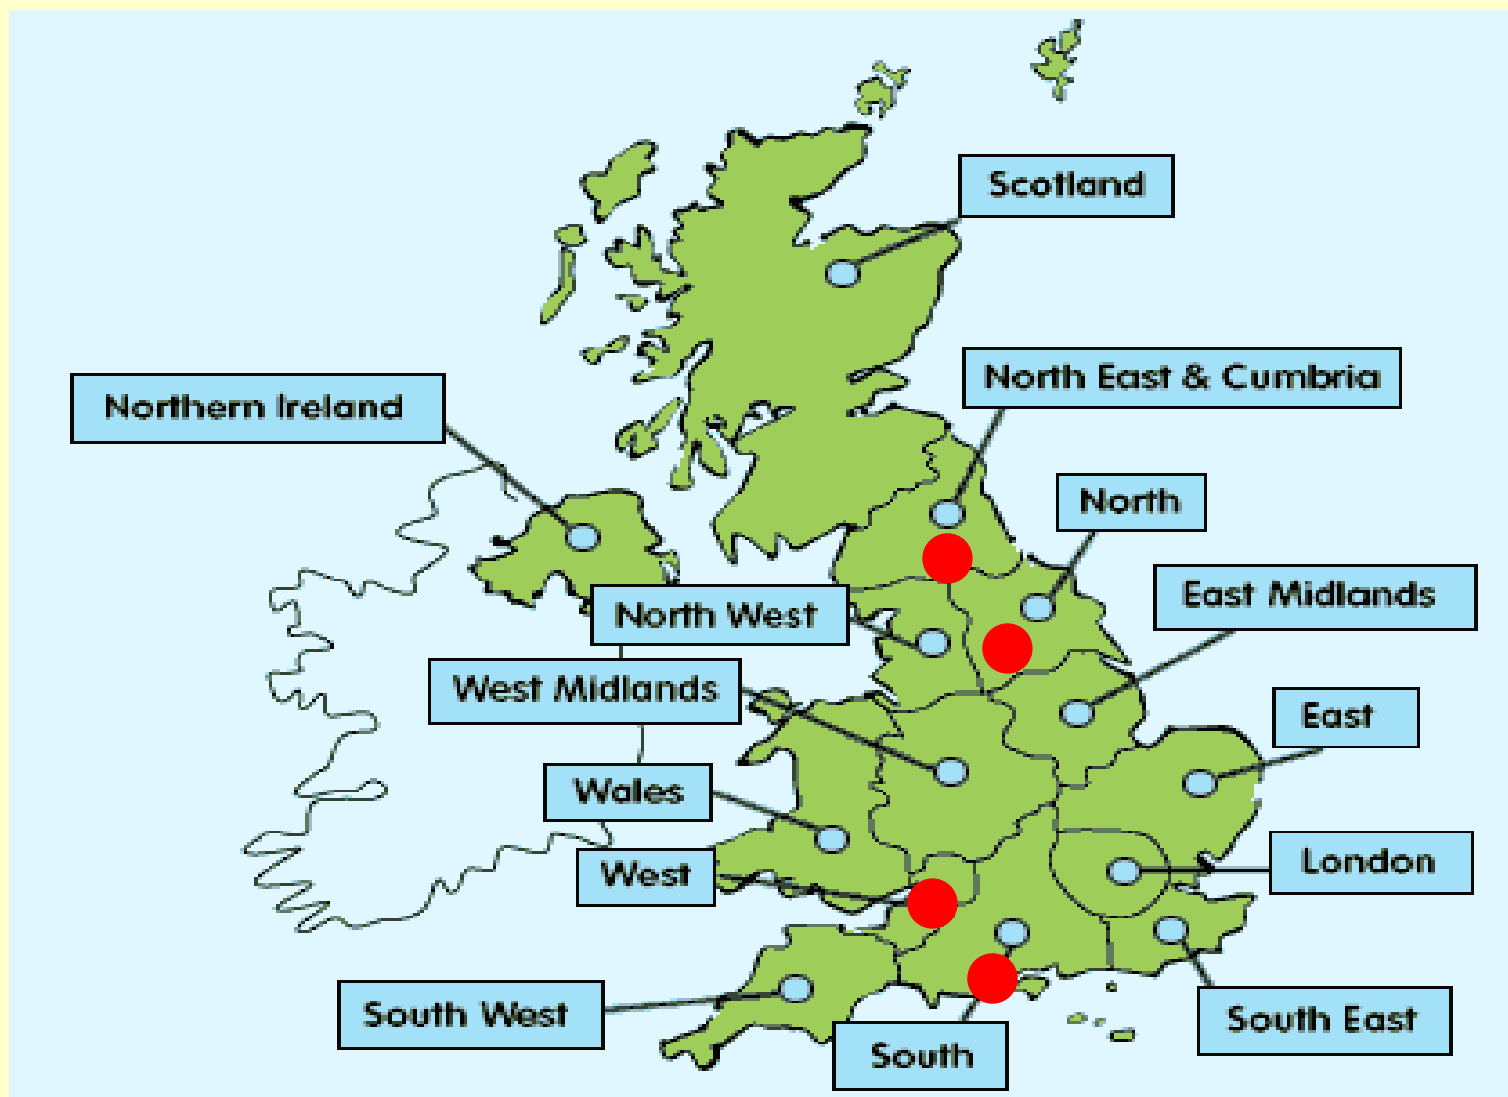 Scotland
North East & Cumbria
Northern Ireland
North
East Midlands
North West
West Midlands
East
Wales
London
West
South West
South East
South